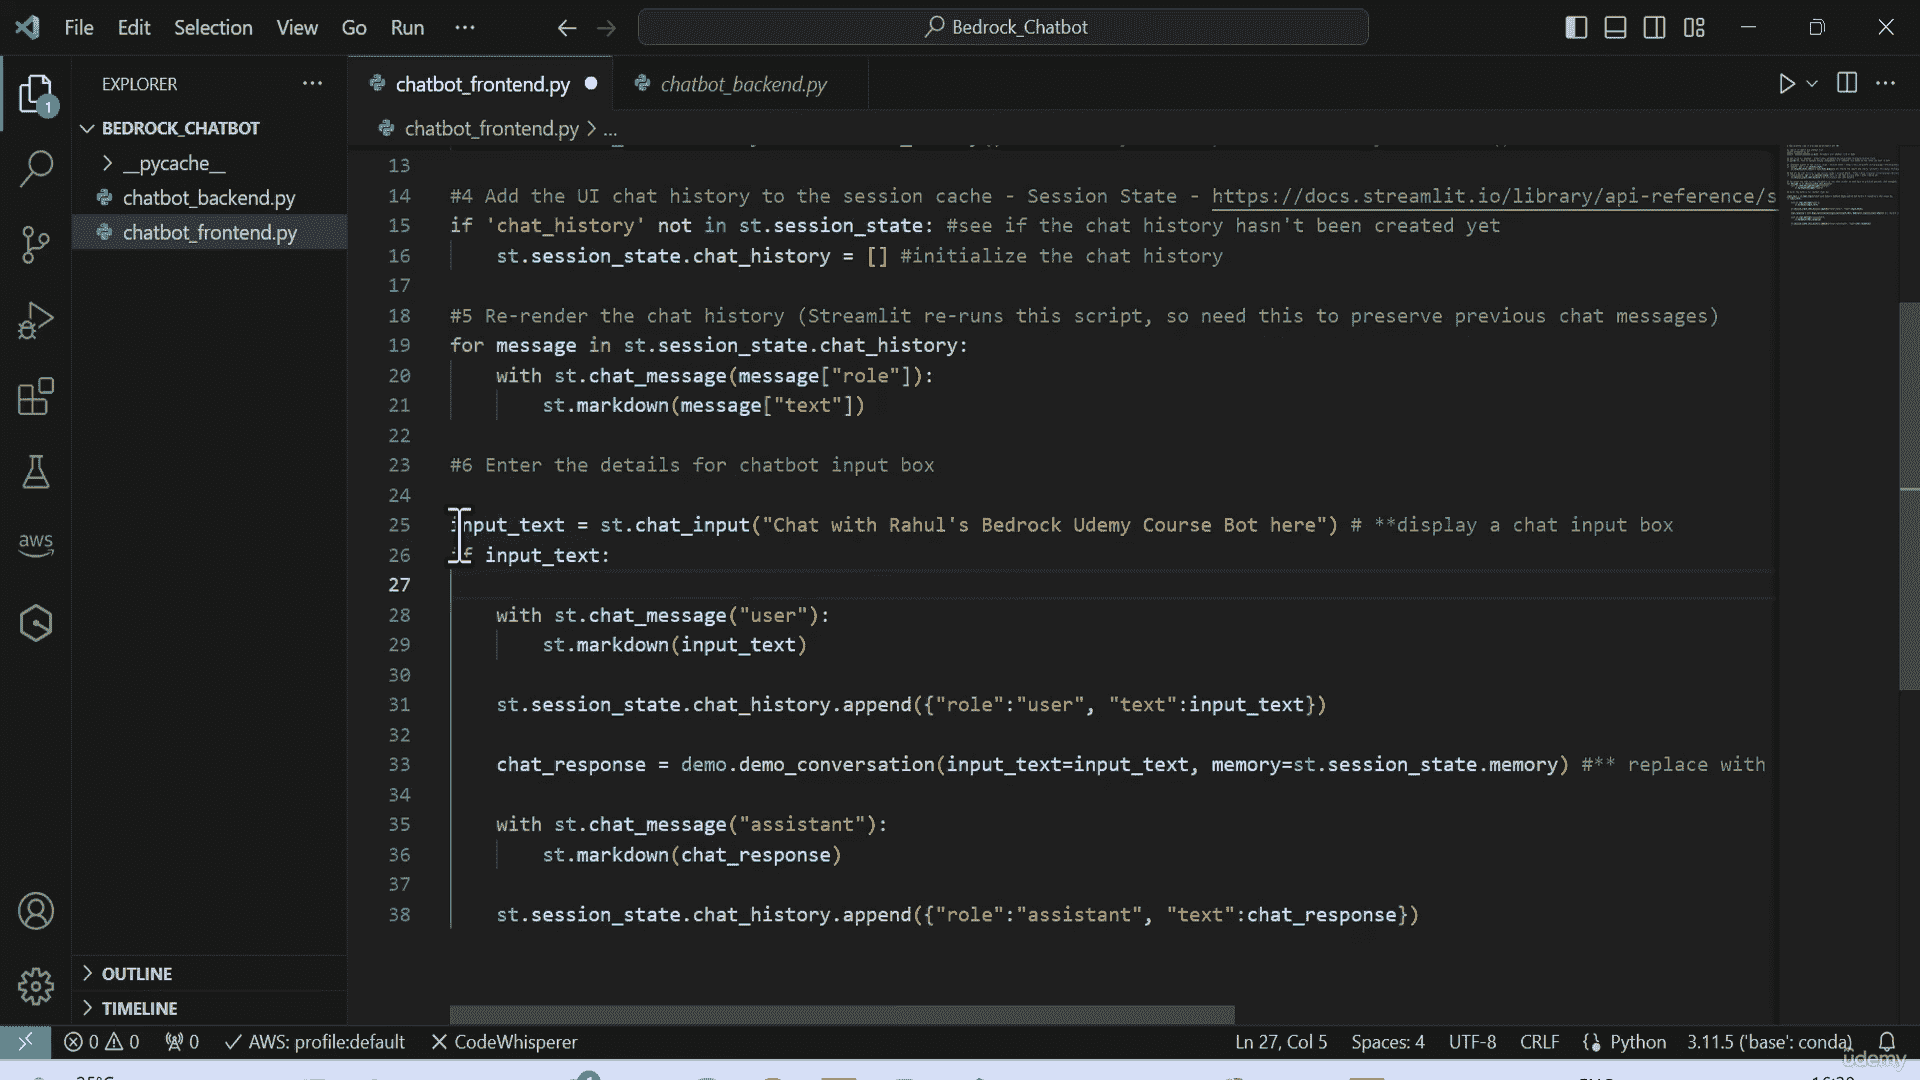 File Edit Selection View Go Run ··· Bedrock_Chatbot
EXPLORER ···
1
BEDROCK_CHATBOT
__pycache__
chatbot_backend.py
chatbot_frontend.py
aws
OUTLINE
TIMELINE
chatbot_frontend.py chatbot_backend.py
chatbot_frontend.py > ...
13
14 #4 Add the UI chat history to the session cache - Session State - https://docs.streamlit.io/library/api-reference/s
15 if 'chat_history' not in st.session_state: #see if the chat history hasn't been created yet
16 st.session_state.chat_history = [] #initialize the chat history
17
18 #5 Re-render the chat history (Streamlit re-runs this script, so need this to preserve previous chat messages)
19 for message in st.session_state.chat_history:
20 with st.chat_message(message["role"]):
21 st.markdown(message["text"])
22
23 #6 Enter the details for chatbot input box
24
25 input_text = st.chat_input("Chat with Rahul's Bedrock Udemy Course Bot here") # **display a chat input box
26 if input_text:
27
28 with st.chat_message("user"):
29 st.markdown(input_text)
30
31 st.session_state.chat_history.append({"role":"user", "text":input_text})
32
33 chat_response = demo.demo_conversation(input_text=input_text, memory=st.session_state.memory) #** replace with
34
35 with st.chat_message("assistant"):
36 st.markdown(chat_response)
37
38 st.session_state.chat_history.append({"role":"assistant", "text":chat_response})
0 0 0 AWS: profile:default CodeWhisperer Ln 27, Col 5 Spaces: 4 UTF-8 CRLF Python 3.11.5 ('base': conda)
udemy